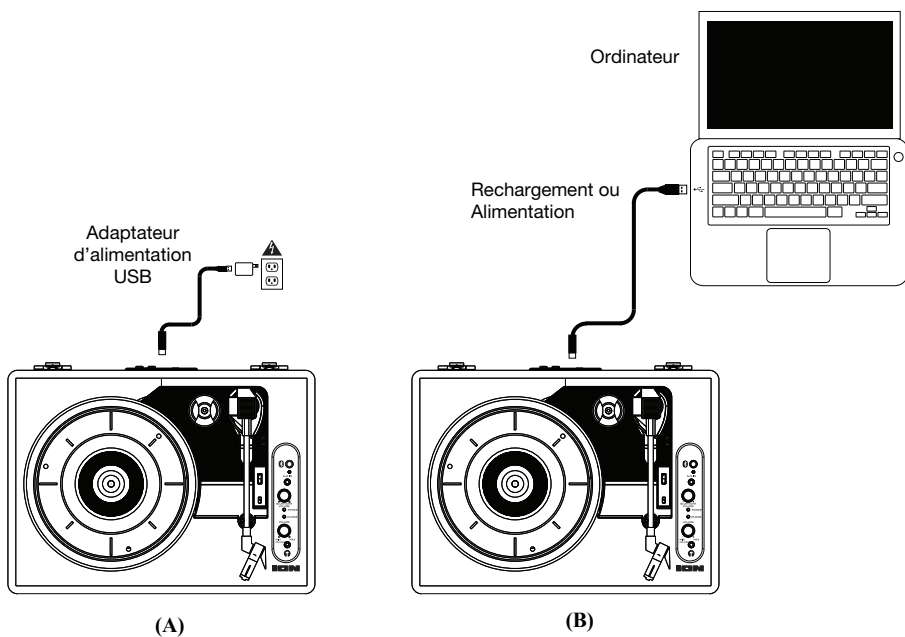 Ordinateur
Rechargement ou
Alimentation
Adaptateur
d'alimentation
USB
ION
ION
(A)
(B)